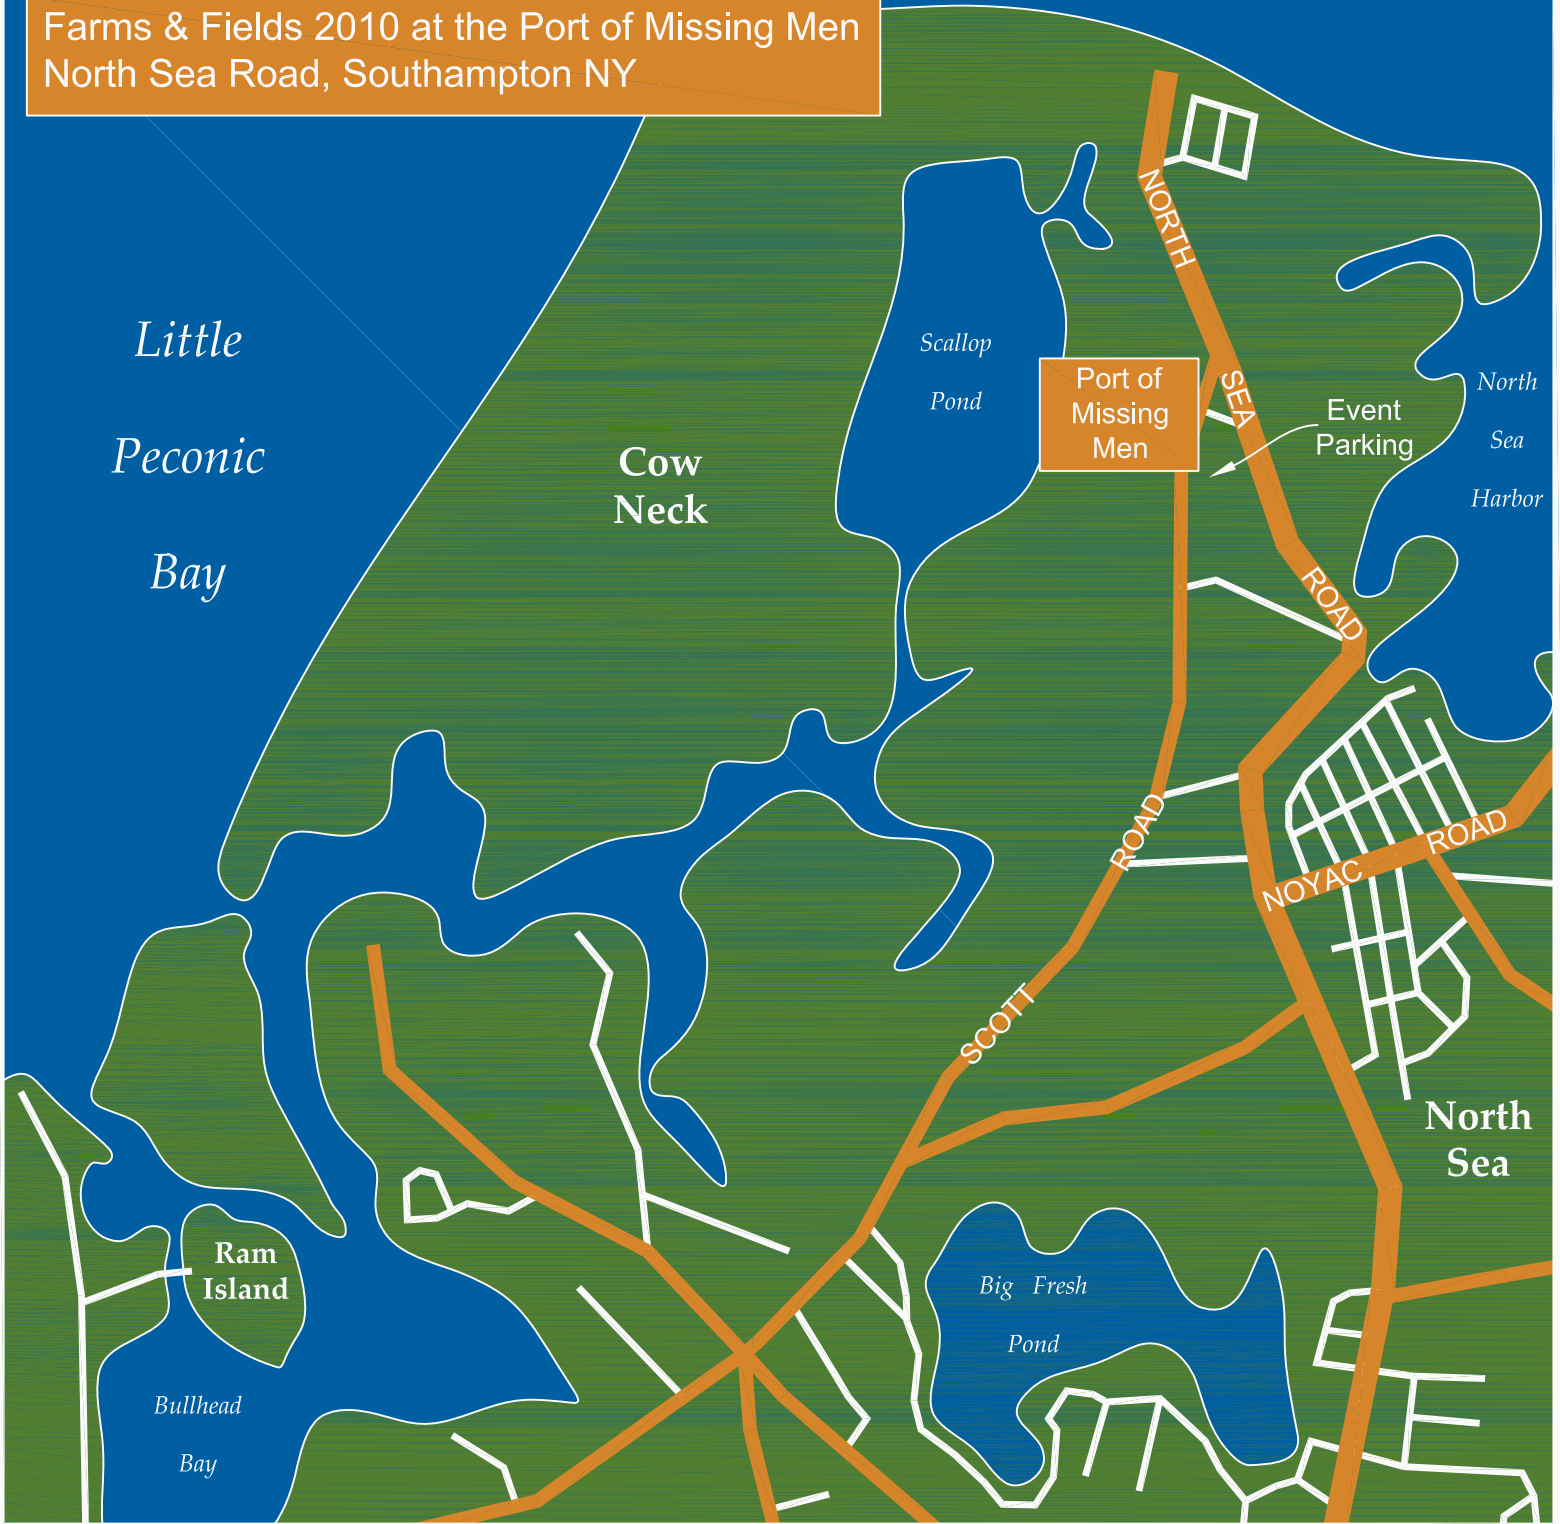 Farms & Fields 2010 at the Port of Missing Men
North Sea Road, Southampton NY
NORTH
SEA
ROAD
Little
Peconic
Bay
Scallop
Pond
Port of
Missing
Men
Event
Parking
North
Sea
Harbor
Cow
Neck
ROAD
SCOTT
NOYAC ROAD
North
Sea
Ram
Island
Big Fresh
Pond
Bullhead
Bay